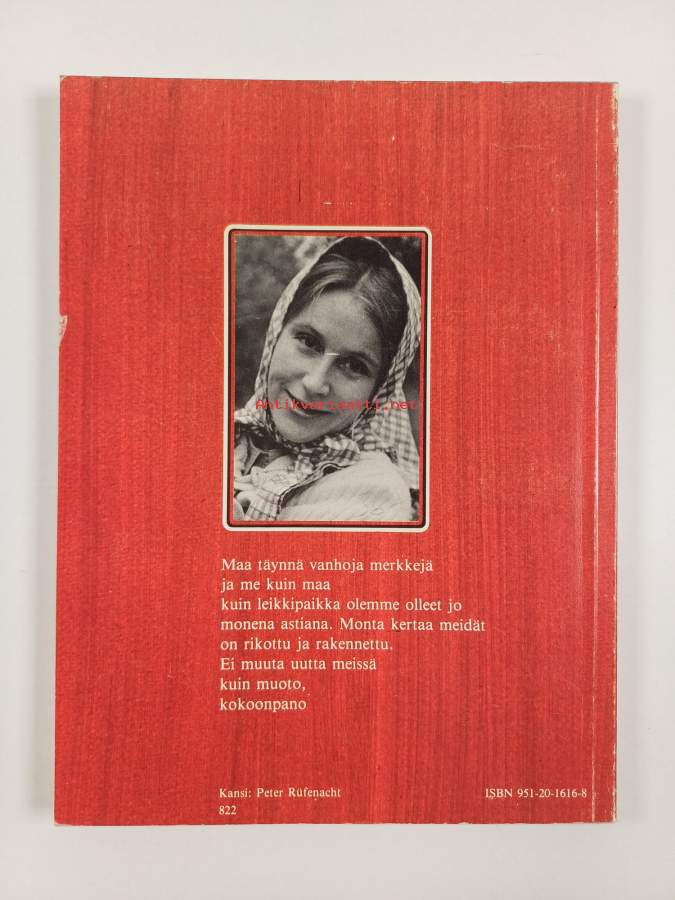 Antikvariaatti.net
Maa täynnä vanhoja merkkejä
ja me kuin maa
kuin leikkipaikka olemme olleet jo
monena astiana. Monta kertaa meidät
on rikottu ja rakennettu.
Ei muuta uutta meissä
kuin muoto,
kokoonpano
Kansi: Peter Rüfenacht
822
ISBN 951-20-1616-8